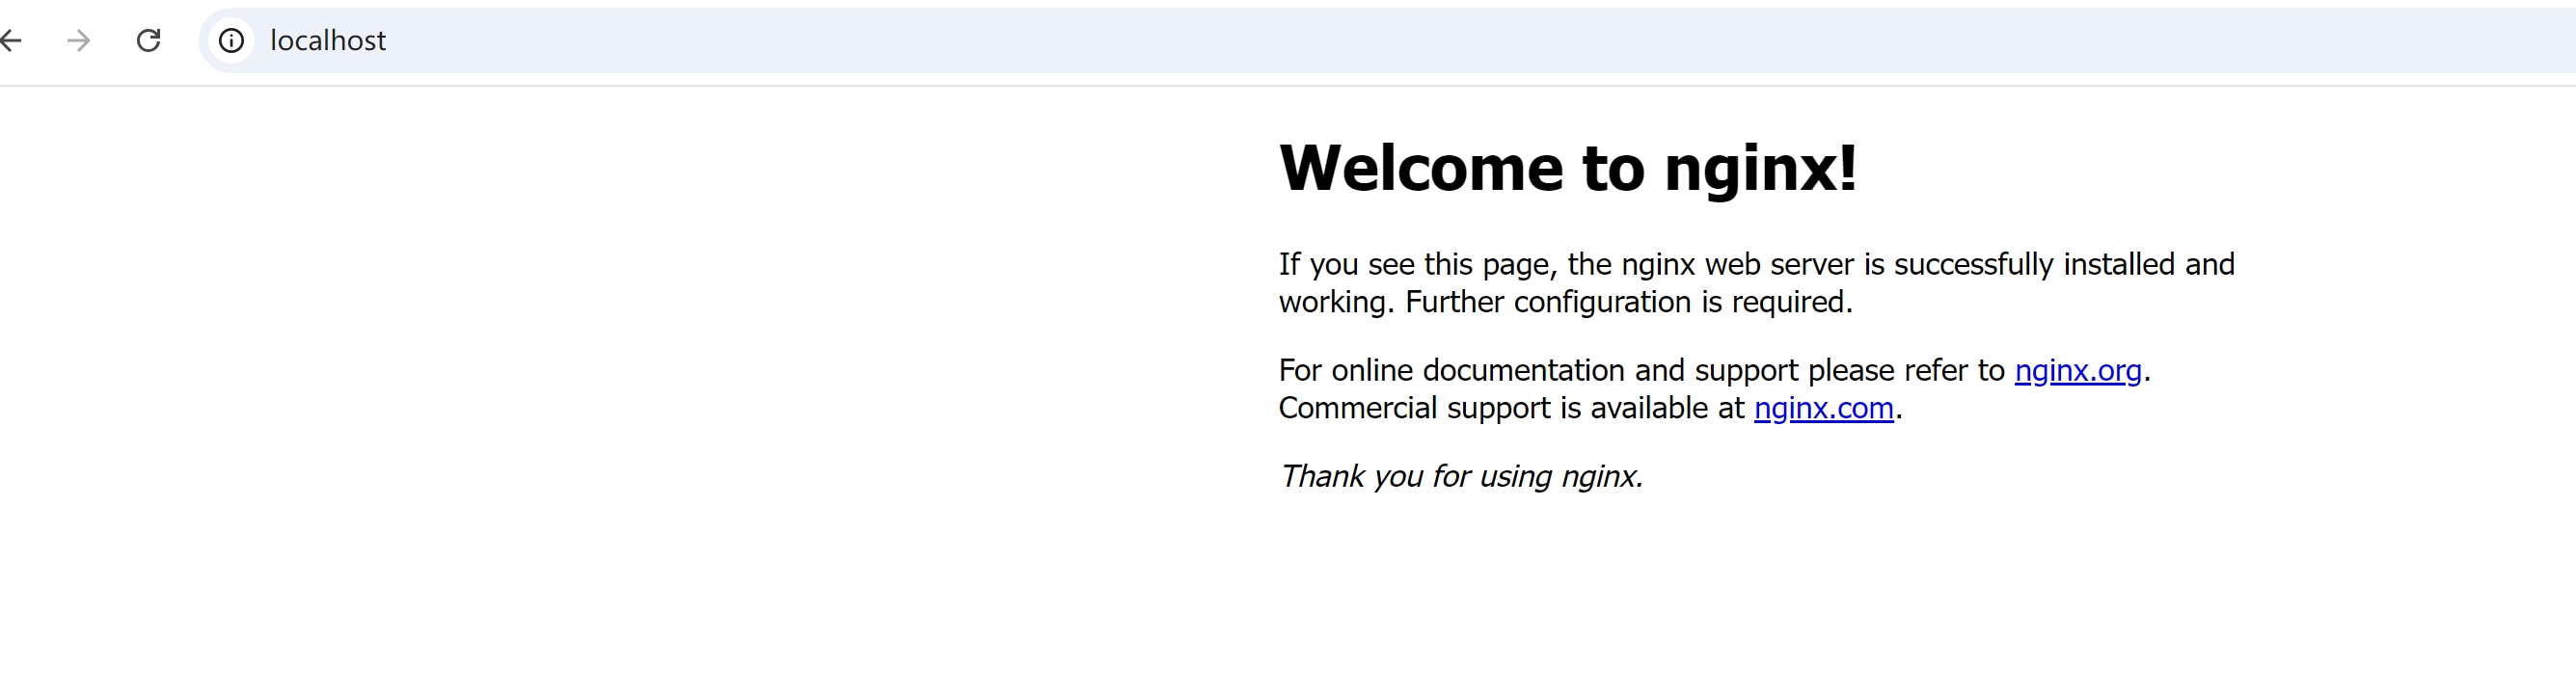 localhost
Welcome to nginx!
If you see this page, the nginx web server is successfully installed and
working. Further configuration is required.
For online documentation and support please refer to nginx.org.
Commercial support is available at nginx.com.
Thank you for using nginx.